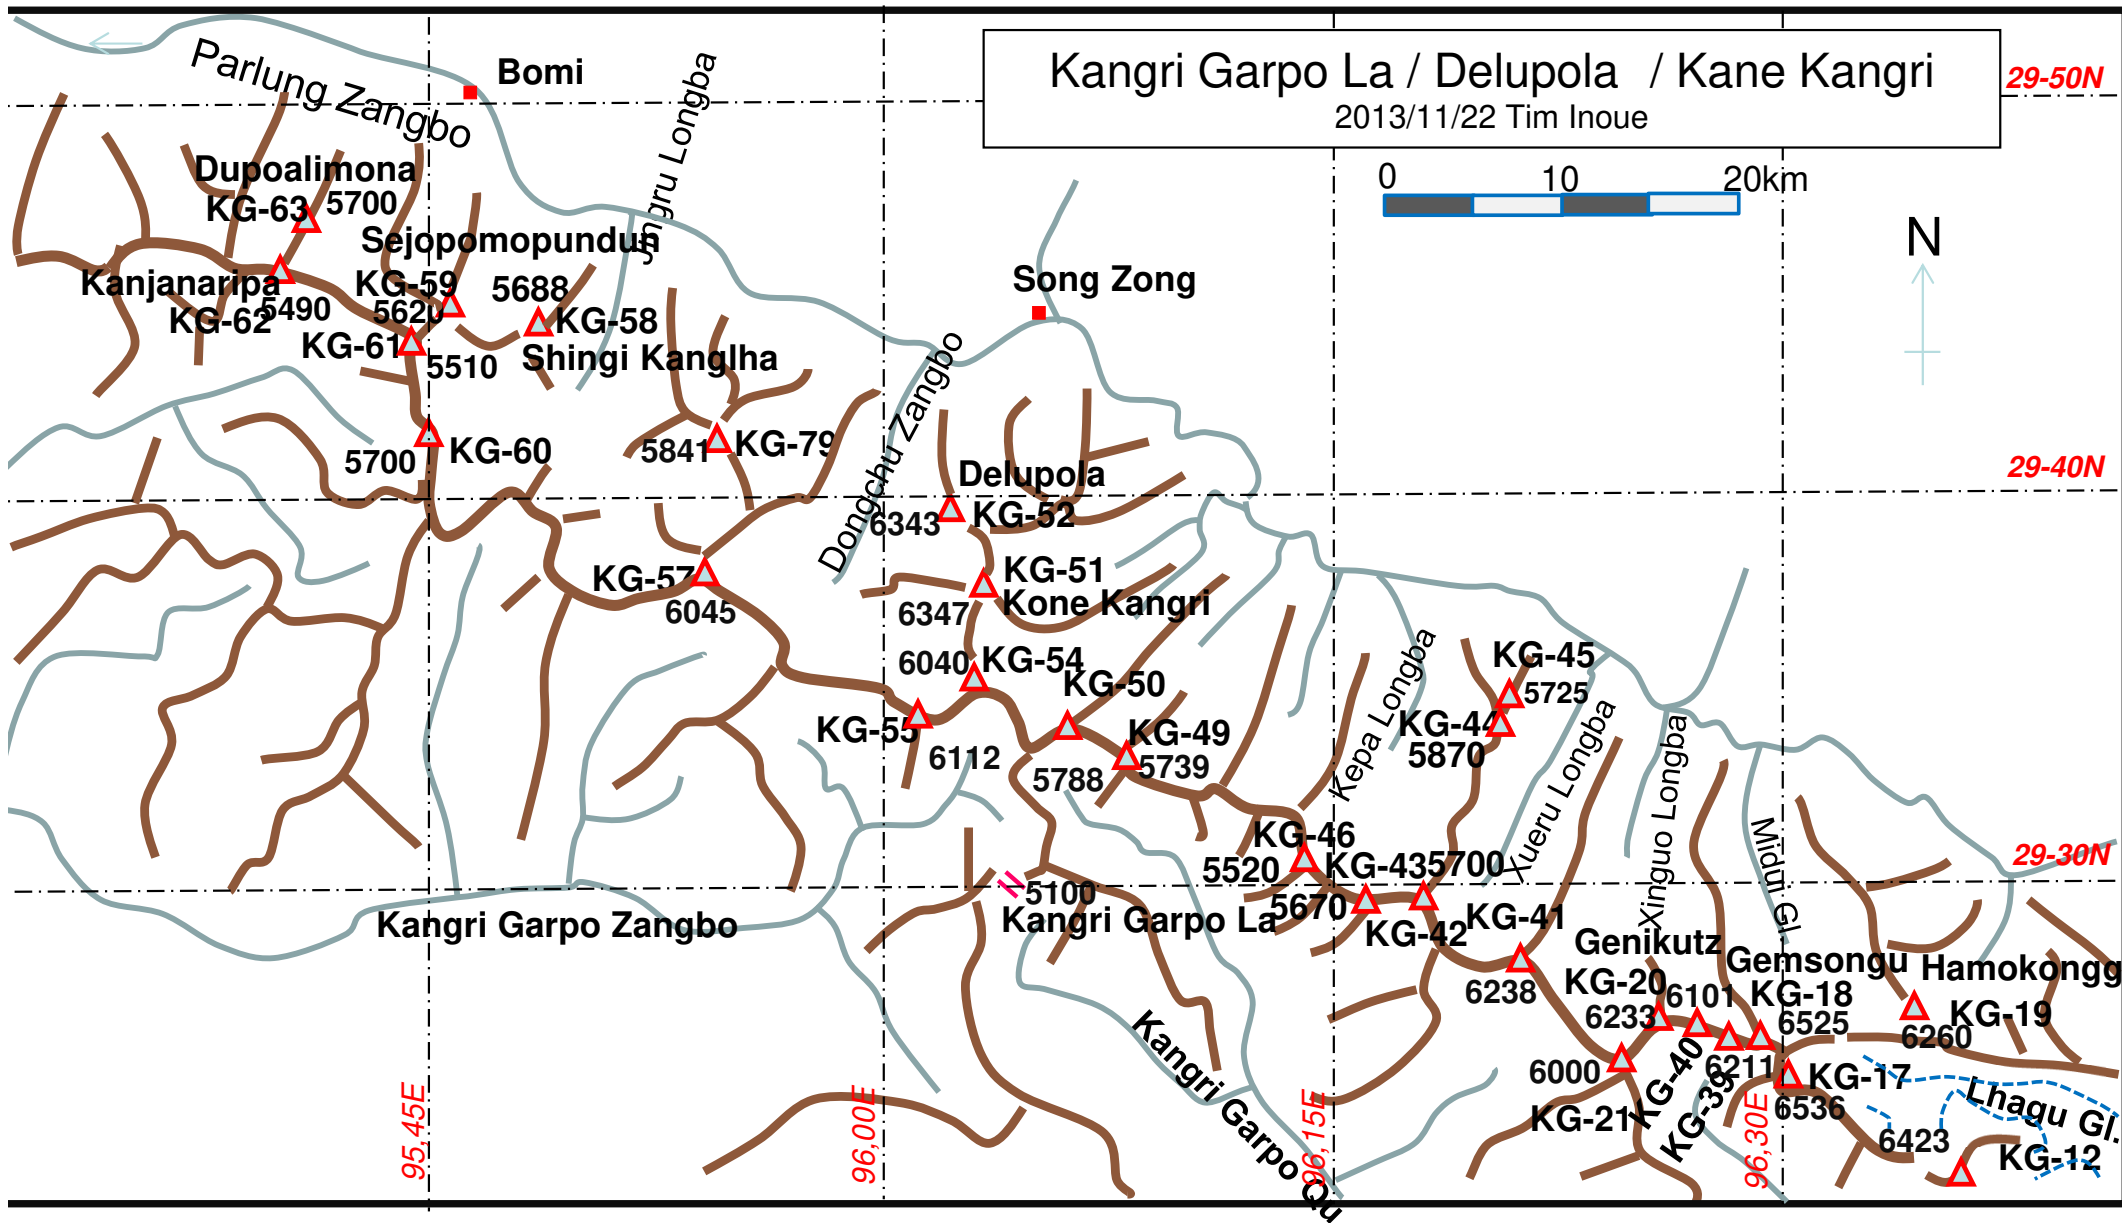 Kangri Garpo La / Delupola / Kane Kangri
2013/11/22 Tim Inoue
29-50N
0 10 20km
N
Parlung Zangbo
Bomi
Jingru Longba
Dupoalimona
KG-63 5700
Sejopomopundun
Kanjanaripa
KG-62 5490
KG-59
5620
5688
KG-58
Shingi Kanglha
KG-61
5510
Song Zong
5700
KG-60
5841
KG-79
Dongchu Zangbo
29-40N
Delupola
6343
KG-52
KG-57
6045
KG-51
6347
Kone Kangri
6040
KG-54
KG-50
KG-55
6112
KG-49
5788
5739
Kepa Longba
KG-45
5725
KG-44
5870
Xueru Longba
Xinguo Longba
Midui Gl.
29-30N
KG-46
5520
KG-43
5700
5670
KG-42
KG-41
6238
5100
Kangri Garpo La
Kangri Garpo Zangbo
Genikutz
KG-20
6233
6101
Gemsongu
KG-18
6525
Hamokongg
KG-19
6260
6000
KG-21
KG-40
KG-39
6211
KG-17
6536
Lhagu Gl.
6423
KG-12
Kangri Garpo Qu
95,45E
96,00E
96,15E
96,30E